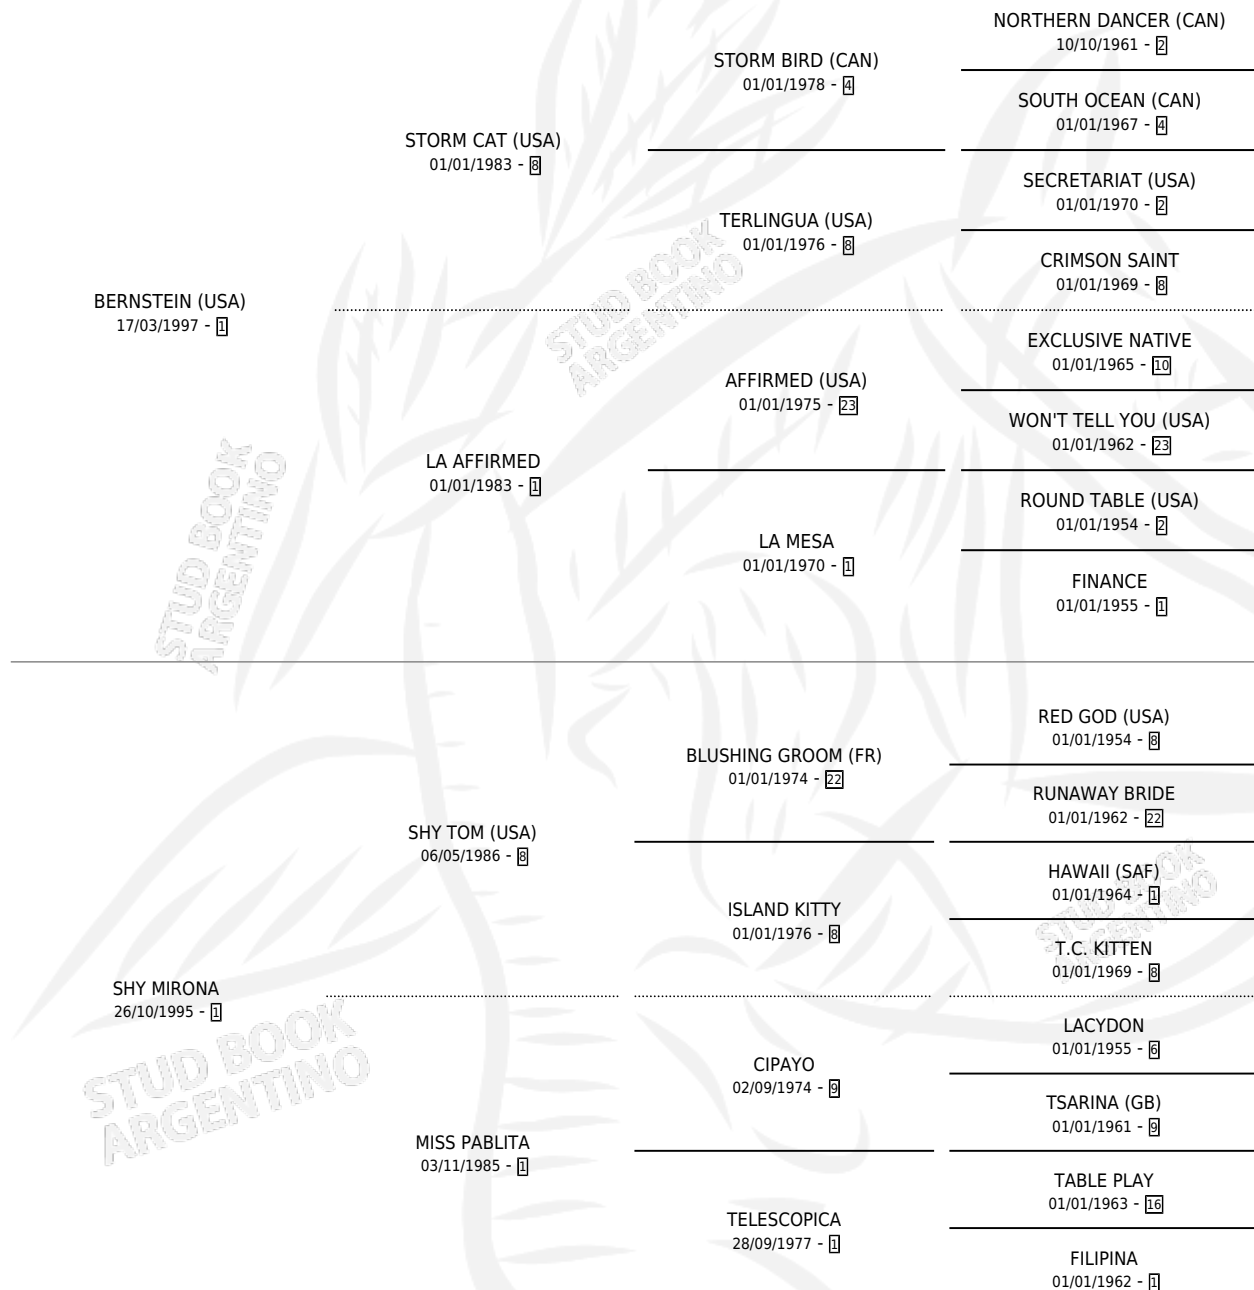 NORTHERN DANCER (CAN)
10/10/1961 - 2
STORM BIRD (CAN)
01/01/1978 - 4
SOUTH OCEAN (CAN)
01/01/1967 - 4
STORM CAT (USA)
01/01/1983 - 8
SECRETARIAT (USA)
01/01/1970 - 2
TERLINGUA (USA)
01/01/1976 - 8
CRIMSON SAINT
01/01/1969 - 8
BERNSTEIN (USA)
17/03/1997 - 1
STUD BOOK
ARGENTINO
EXCLUSIVE NATIVE
01/01/1965 - 10
AFFIRMED (USA)
01/01/1975 - 23
WON'T TELL YOU (USA)
01/01/1962 - 23
LA AFFIRMED
01/01/1983 - 1
ROUND TABLE (USA)
01/01/1954 - 2
LA MESA
01/01/1970 - 1
FINANCE
01/01/1955 - 1
STUD BOOK
ARGENTINO
RED GOD (USA)
01/01/1954 - 8
BLUSHING GROOM (FR)
01/01/1974 - 22
RUNAWAY BRIDE
01/01/1962 - 22
SHY TOM (USA)
06/05/1986 - 8
HAWAII (SAF)
01/01/1964 - 1
ISLAND KITTY
01/01/1976 - 8
STUD BOOK
ARGENTINO
T.C. KITTEN
01/01/1969 - 8
SHY MIRONA
26/10/1995 - 1
STUD BOOK
ARGENTINO
LACYDON
01/01/1955 - 6
CIPAYO
02/09/1974 - 9
TSARINA (GB)
01/01/1961 - 9
MISS PABLITA
03/11/1985 - 1
TABLE PLAY
01/01/1963 - 16
TELESCOPICA
28/09/1977 - 1
FILIPINA
01/01/1962 - 1